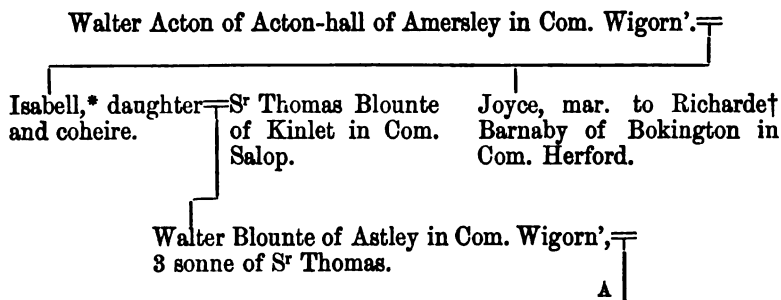 Walter Acton of Acton-hall of Amersley in Com. Wigorn'.
Isabell,* daughter
and coheire.
Sʳ Thomas Blounte
of Kinlet in Com.
Salop.
Joyce, mar. to Richarde†
Barnaby of Bokington in
Com. Herford.
Walter Blounte of Astley in Com. Wigorn',
3 sonne of Sʳ Thomas.
A